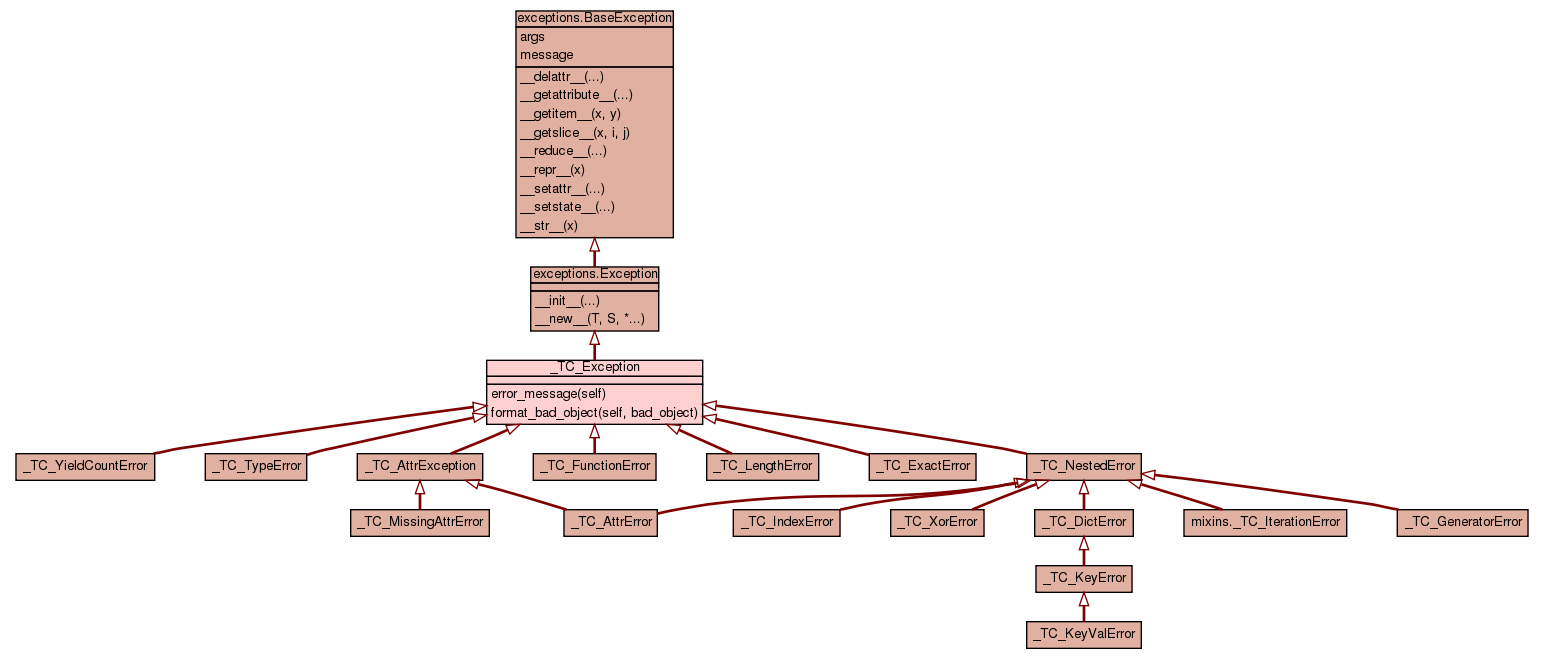 exceptions.BaseException
args
message
__delattr__(...)
__getattribute__(...)
__getitem__(x, y)
__getslice__(x, i, j)
__reduce__(...)
__repr__(x)
__setattr__(...)
__setstate__(...)
__str__(x)
exceptions.Exception
__init__(...)
__new__(T, S, *...)
_TC_Exception
error_message(self)
format_bad_object(self, bad_object)
_TC_YieldCountError
_TC_TypeError
_TC_AttrException
_TC_FunctionError
_TC_LengthError
_TC_ExactError
_TC_NestedError
_TC_MissingAttrError
_TC_AttrError
_TC_IndexError
_TC_XorError
_TC_DictError
mixins._TC_IterationError
_TC_GeneratorError
_TC_KeyError
_TC_KeyValError